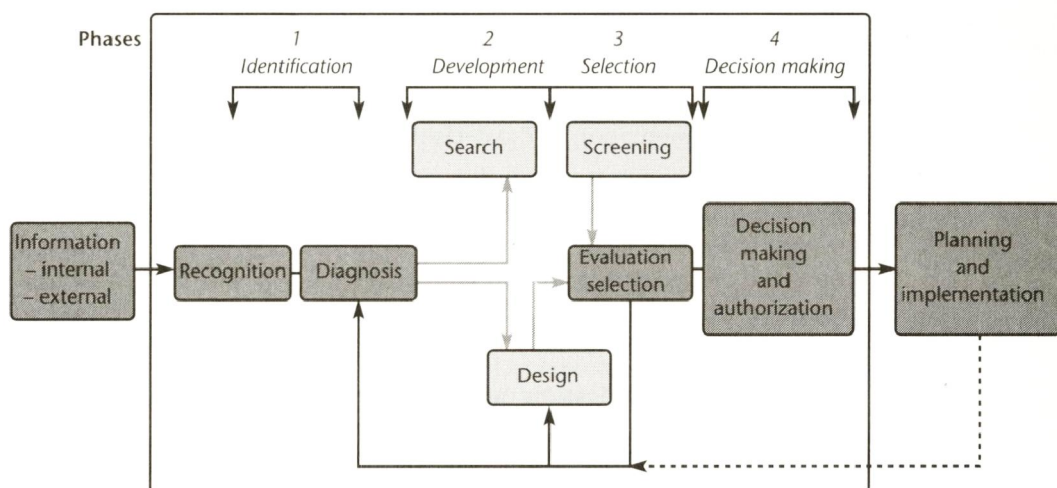 Phases
1
Identification
2
Development
3
Selection
4
Decision making
Search
Screening
Information
– internal
– external
Recognition
Diagnosis
Evaluation
selection
Decision
making
and
authorization
Planning
and
implementation
Design